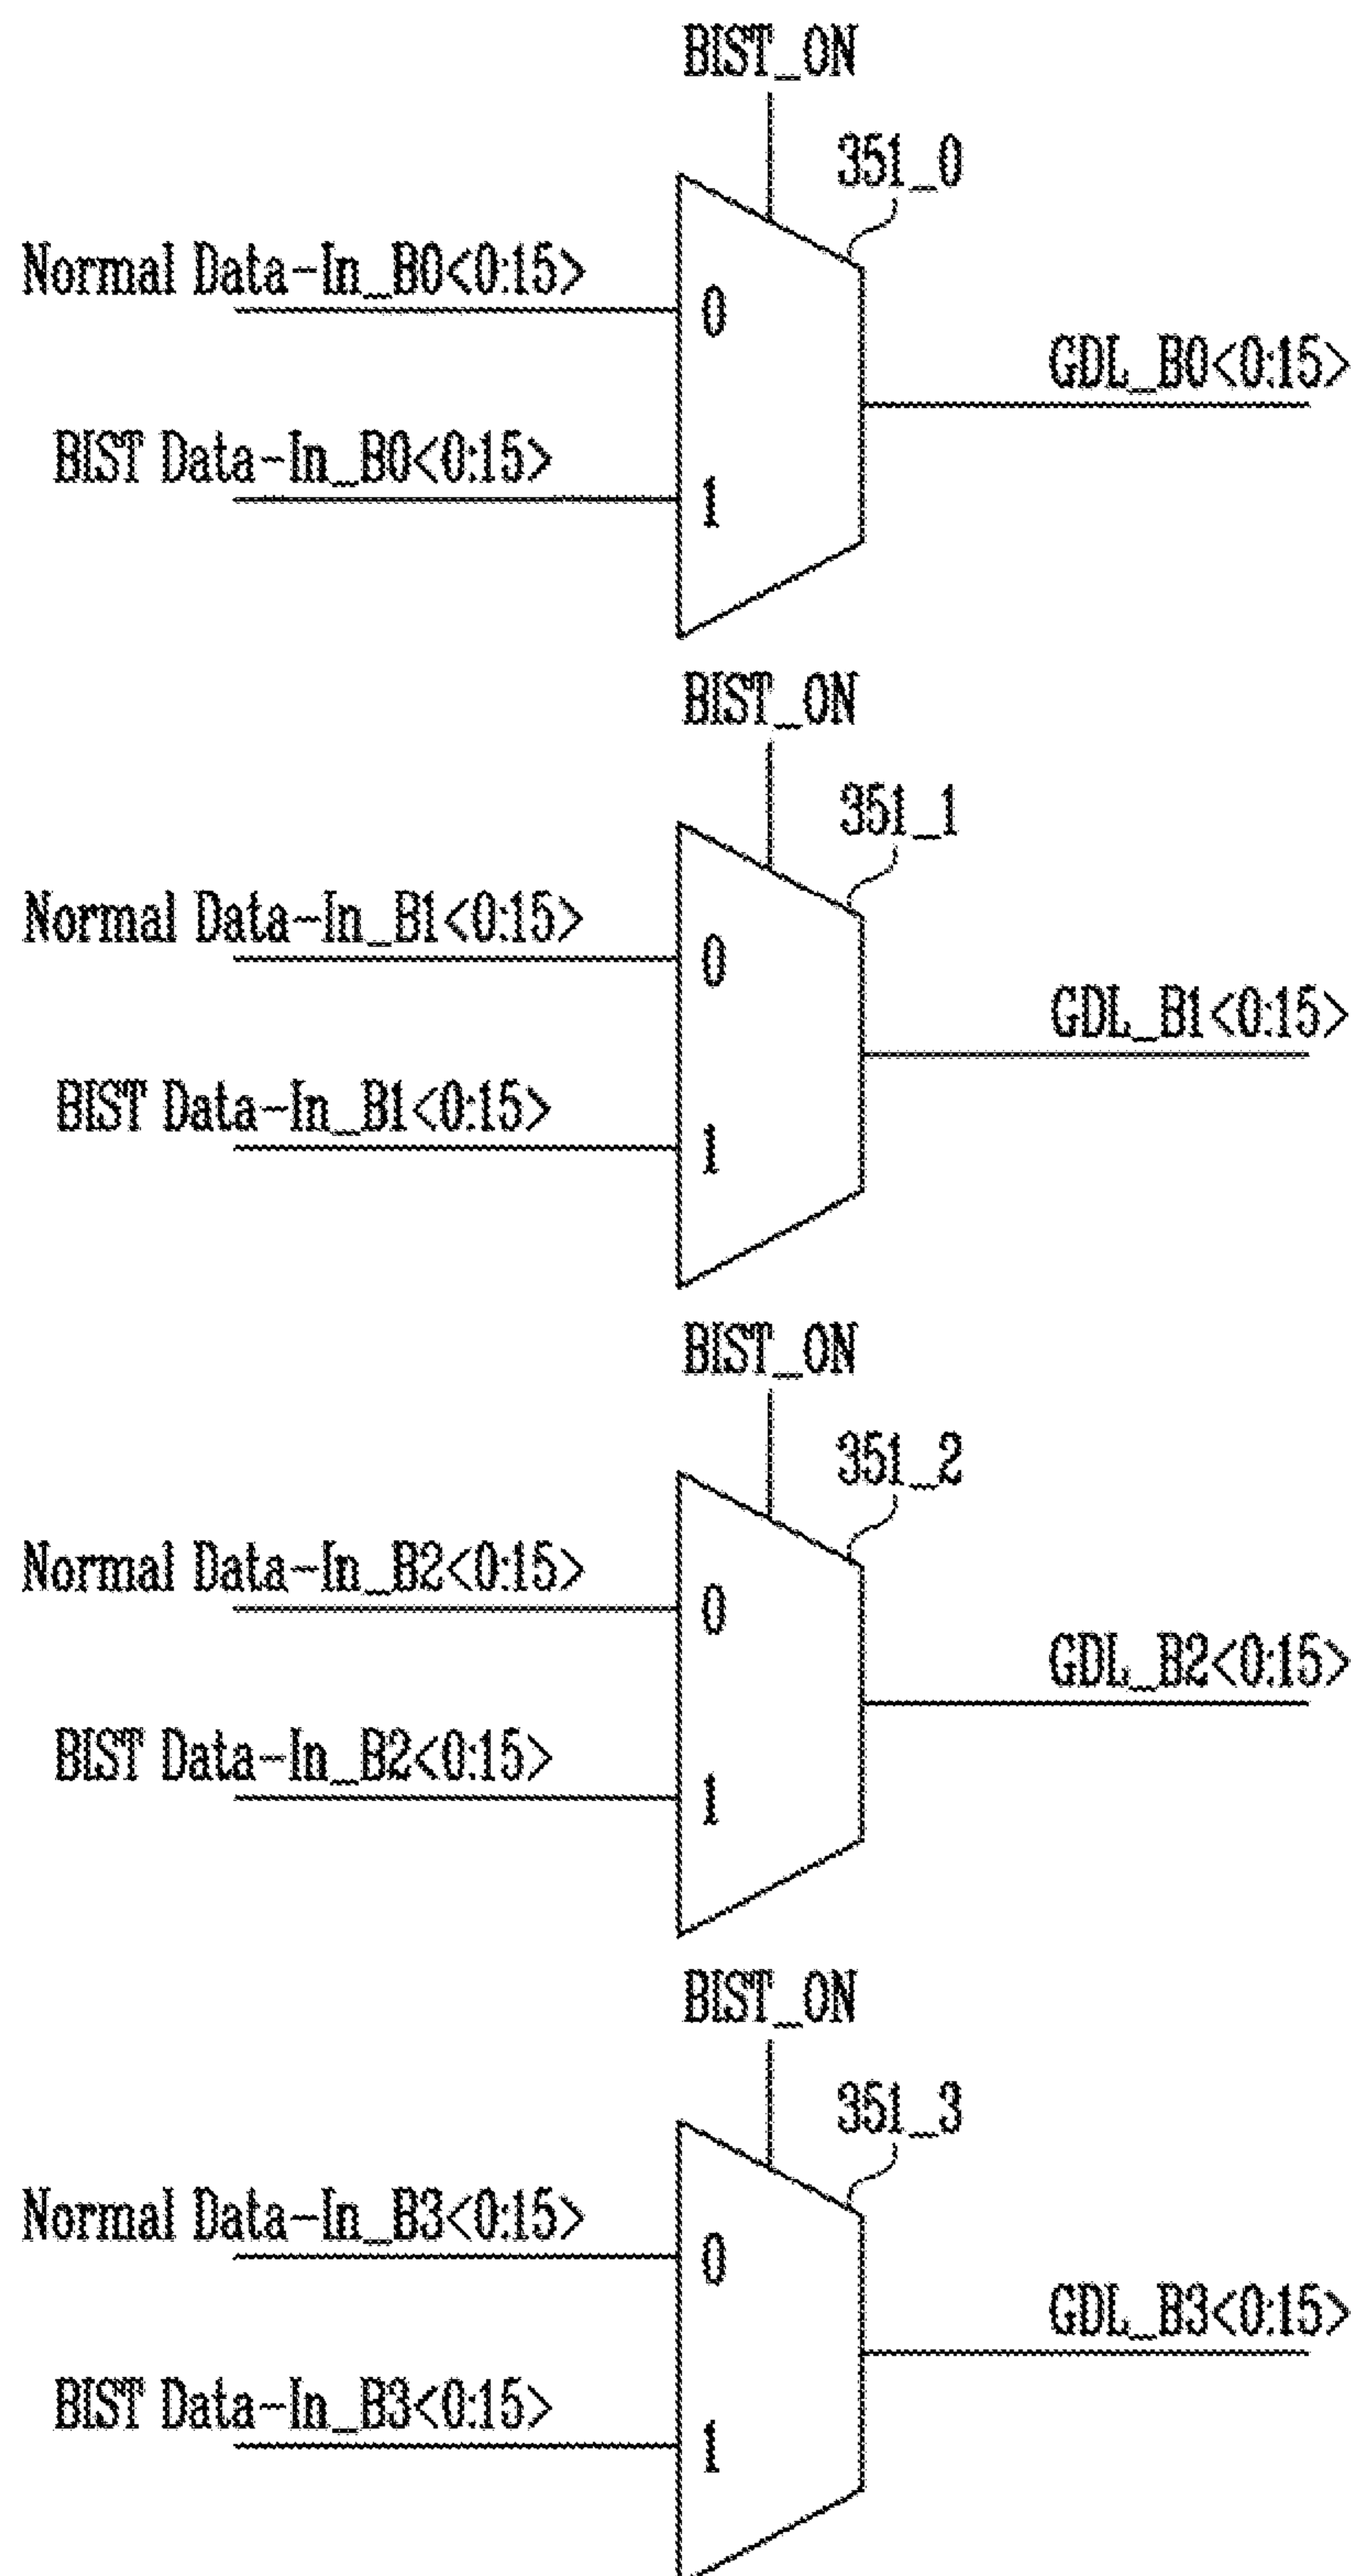 BIST_ON
351_0
Normal Data-In_B0<0:15>
0
GDL_B0<0:15>
BIST Data-In_B0<0:15>
1
BIST_ON
351_1
Normal Data-In_B1<0:15>
0
GDL_B1<0:15>
BIST Data-In_B1<0:15>
1
BIST_ON
351_2
Normal Data-In_B2<0:15>
0
GDL_B2<0:15>
BIST Data-In_B2<0:15>
1
BIST_ON
351_3
Normal Data-In_B3<0:15>
0
GDL_B3<0:15>
BIST Data-In_B3<0:15>
1